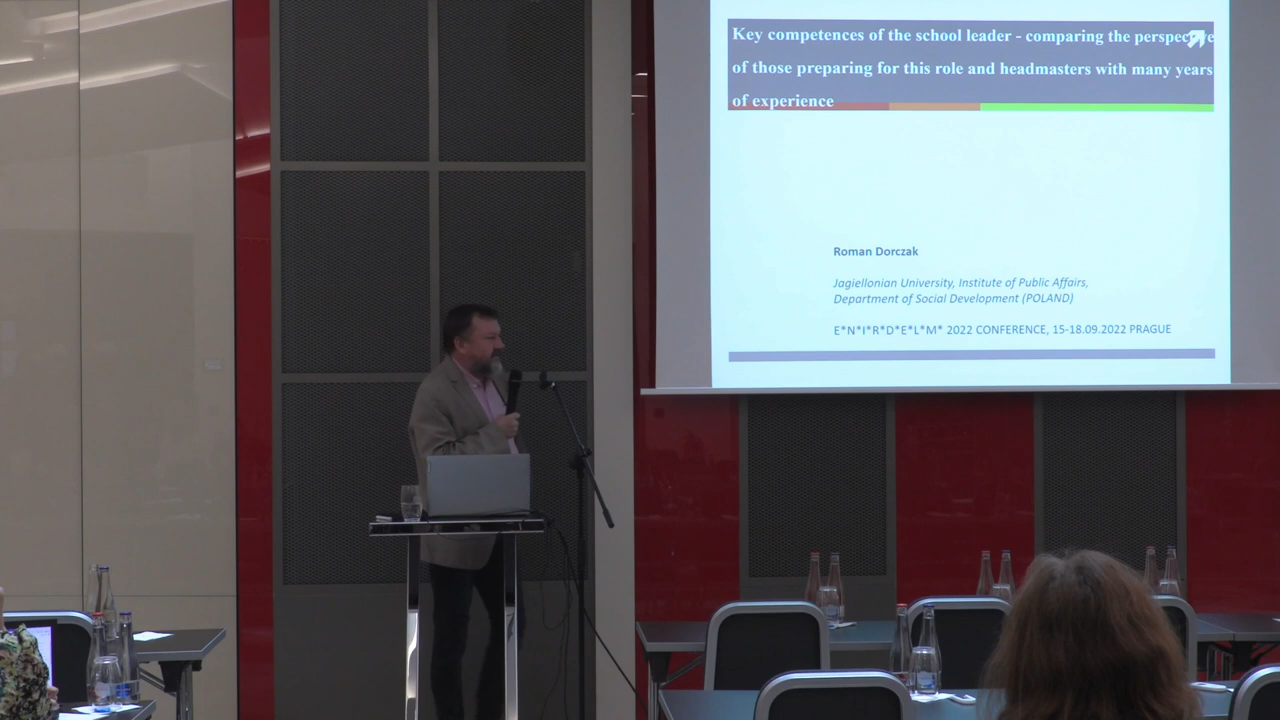 Key competences of the school leader - comparing the perspective
of those preparing for this role and headmasters with many years
of experience
Roman Dorczak
Jagiellonian University, Institute of Public Affairs,
Department of Social Development (POLAND)
E*N*I*R*D*E*L*M* 2022 CONFERENCE, 15-18.09.2022 PRAGUE